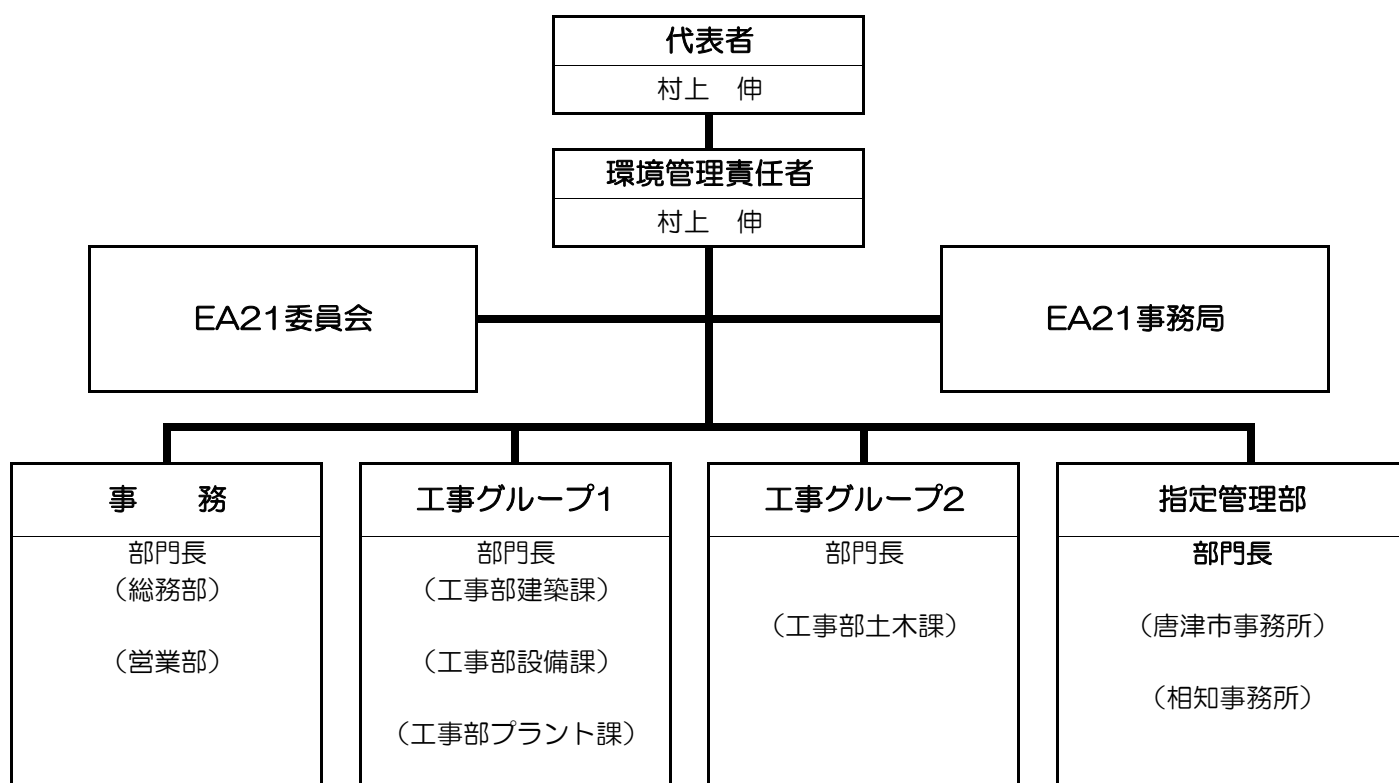 代表者
村上　伸
環境管理責任者
村上　伸
EA21委員会
EA21事務局
事　　務
部門長
（総務部）
（営業部）
工事グループ1
部門長
（工事部建築課）
（工事部設備課）
（工事部プラント課）
工事グループ2
部門長
（工事部土木課）
指定管理部
部門長
（唐津市事務所）
（相知事務所）